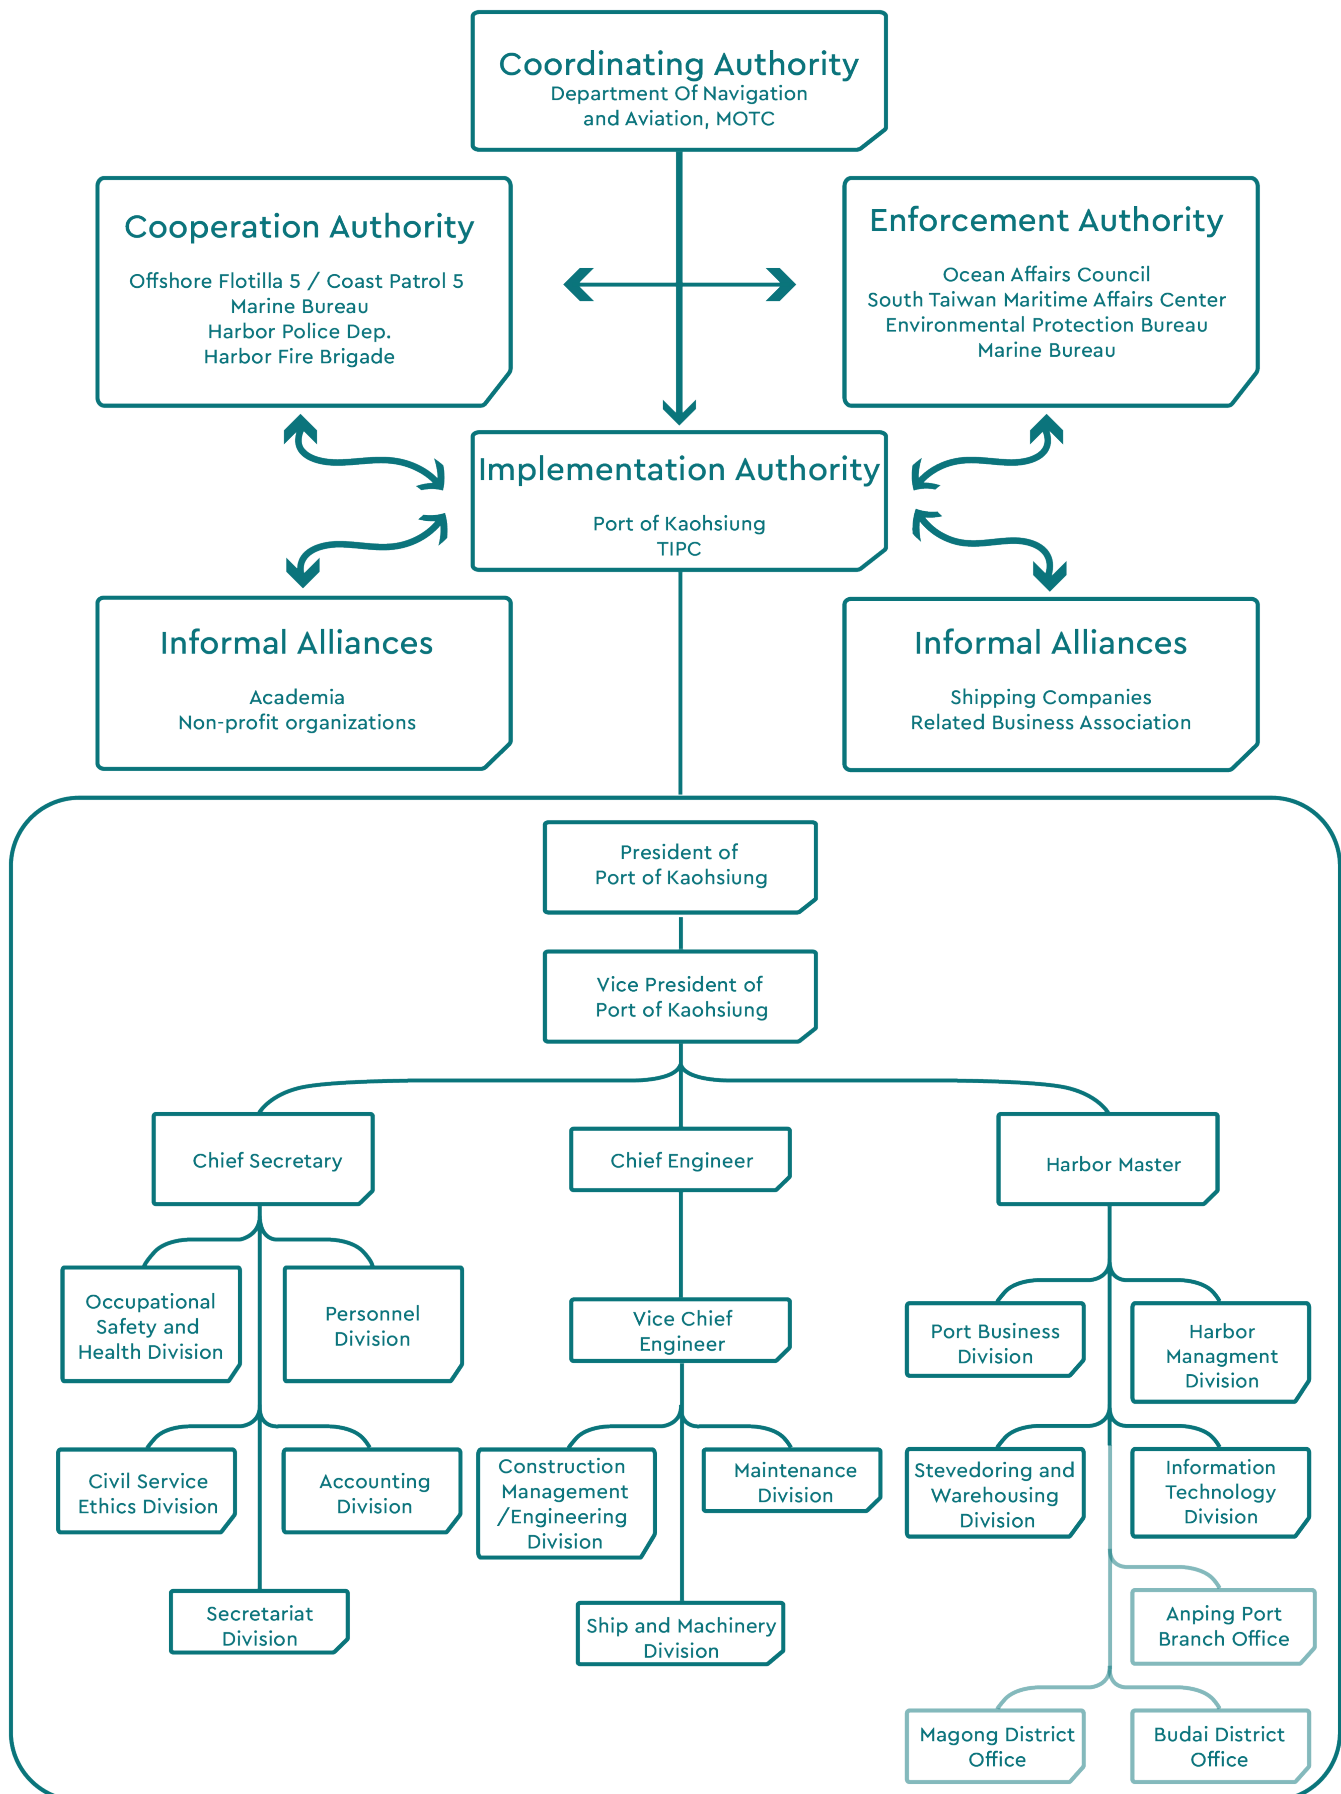 Coordinating Authority
Department Of Navigation
and Aviation, MOTC
Cooperation Authority
Offshore Flotilla 5 / Coast Patrol 5
Marine Bureau
Harbor Police Dep.
Harbor Fire Brigade
Enforcement Authority
Ocean Affairs Council
South Taiwan Maritime Affairs Center
Environmental Protection Bureau
Marine Bureau
Implementation Authority
Port of Kaohsiung
TIPC
Informal Alliances
Academia
Non-profit organizations
Informal Alliances
Shipping Companies
Related Business Association
President of
Port of Kaohsiung
Vice President of
Port of Kaohsiung
Chief Secretary
Chief Engineer
Harbor Master
Occupational
Safety and
Health Division
Personnel
Division
Vice Chief
Engineer
Port Business
Division
Harbor
Managment
Division
Civil Service
Ethics Division
Accounting
Division
Construction
Management
/Engineering
Division
Maintenance
Division
Stevedoring and
Warehousing
Division
Information
Technology
Division
Secretariat
Division
Ship and Machinery
Division
Anping Port
Branch Office
Magong District
Office
Budai District
Office